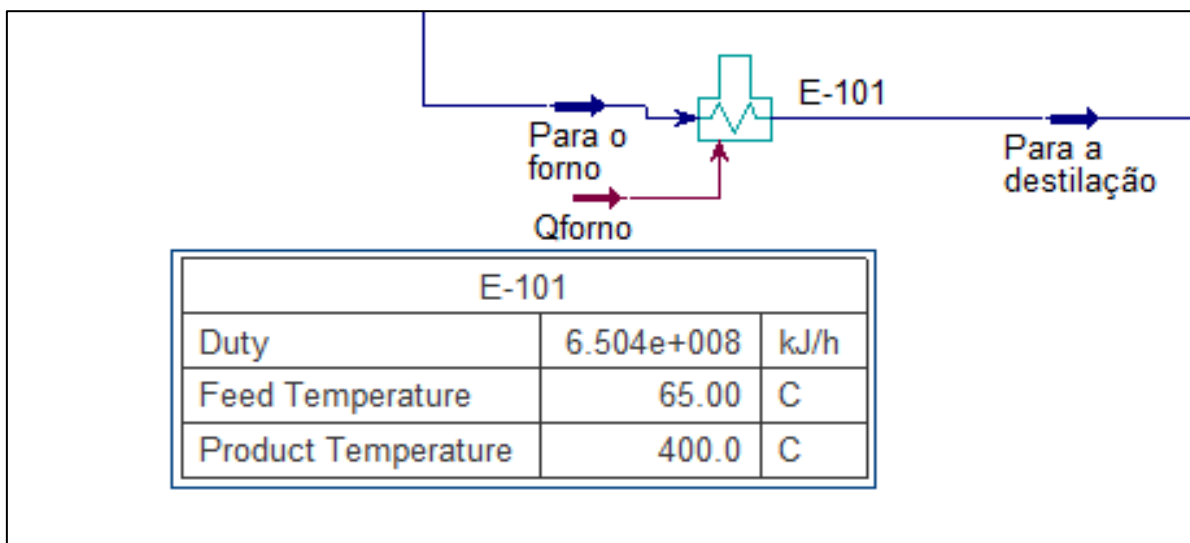 E-101
Para o
forno
Para a
destilação
Qforno
E-101
Duty 6.504e+008 kJ/h
Feed Temperature 65.00 C
Product Temperature 400.0 C